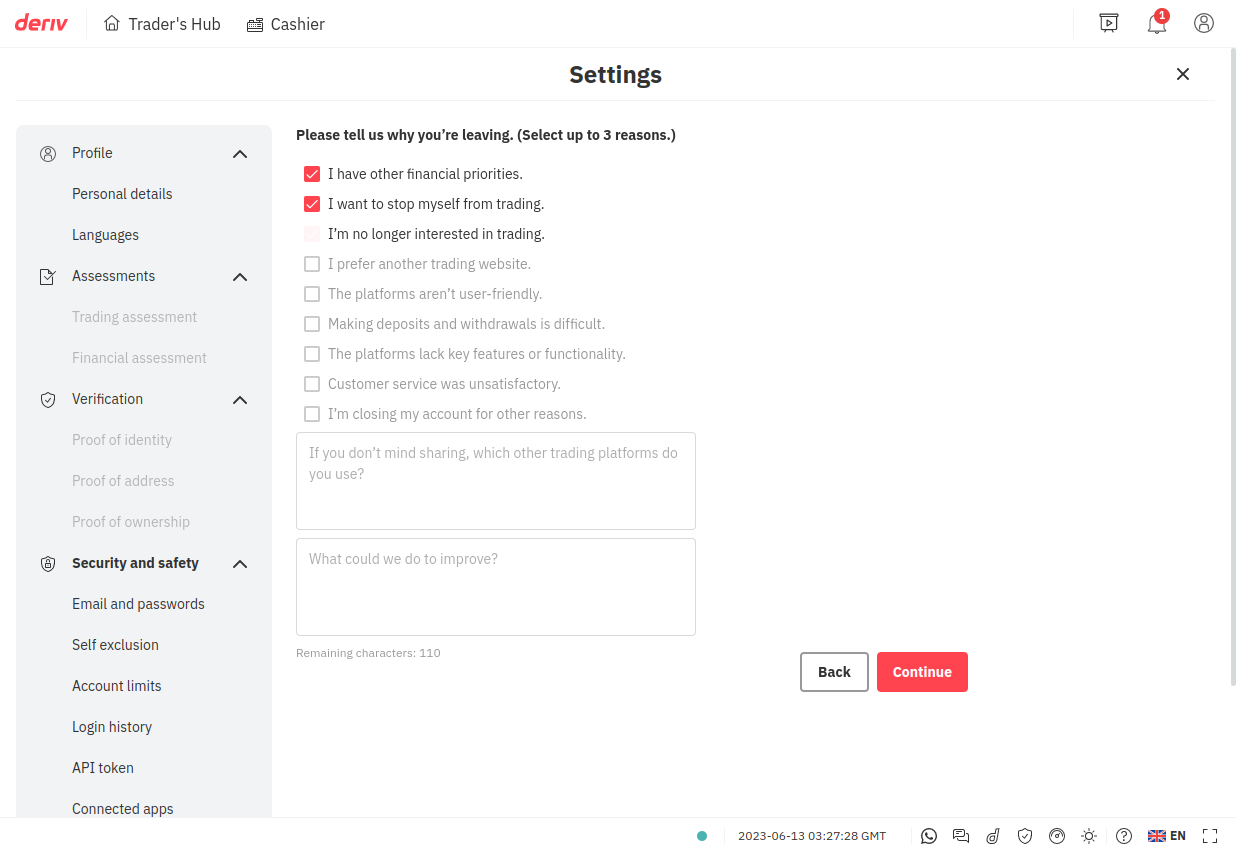 deriv
Trader's Hub
Cashier
1
Settings
Profile
Personal details
Languages
Assessments
Trading assessment
Financial assessment
Verification
Proof of identity
Proof of address
Proof of ownership
Security and safety
Email and passwords
Self exclusion
Account limits
Login history
API token
Connected apps
Please tell us why you’re leaving. (Select up to 3 reasons.)
I have other financial priorities.
I want to stop myself from trading.
I’m no longer interested in trading.
I prefer another trading website.
The platforms aren’t user-friendly.
Making deposits and withdrawals is difficult.
The platforms lack key features or functionality.
Customer service was unsatisfactory.
I’m closing my account for other reasons.
If you don’t mind sharing, which other trading platforms do
you use?
What could we do to improve?
Remaining characters: 110
Back
Continue
2023-06-13 03:27:28 GMT
EN